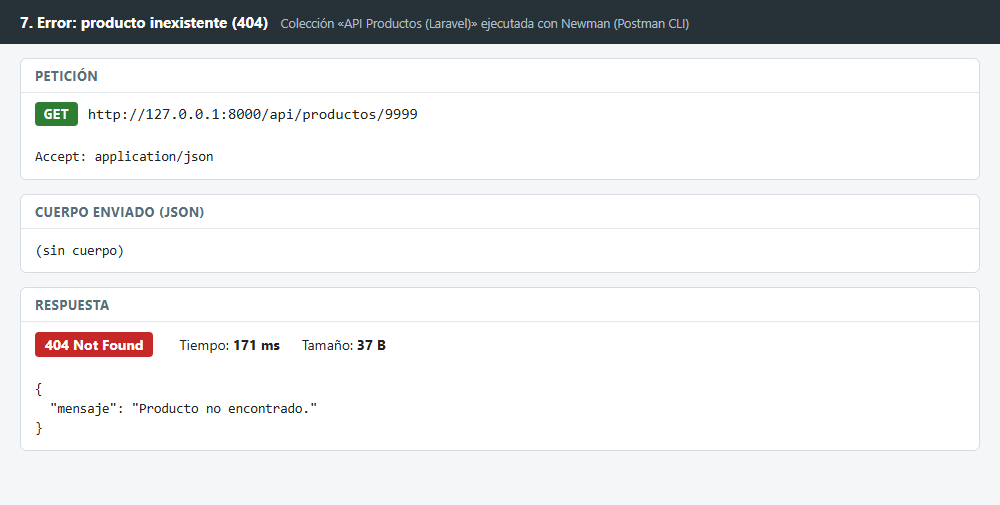 7. Error: producto inexistente (404) Colección «API Productos (Laravel)» ejecutada con Newman (Postman CLI)
PETICIÓN
GET http://127.0.0.1:8000/api/productos/9999
Accept: application/json
CUERPO ENVIADO (JSON)
(sin cuerpo)
RESPUESTA
404 Not Found Tiempo: 171 ms Tamaño: 37 B
{
  "mensaje": "Producto no encontrado."
}